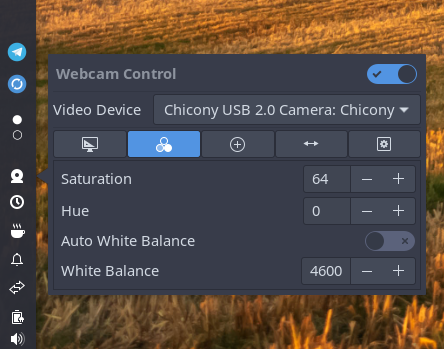 Webcam Control
Video Device Chicony USB 2.0 Camera: Chicony
Saturation 64
Hue 0
Auto White Balance
White Balance 4600